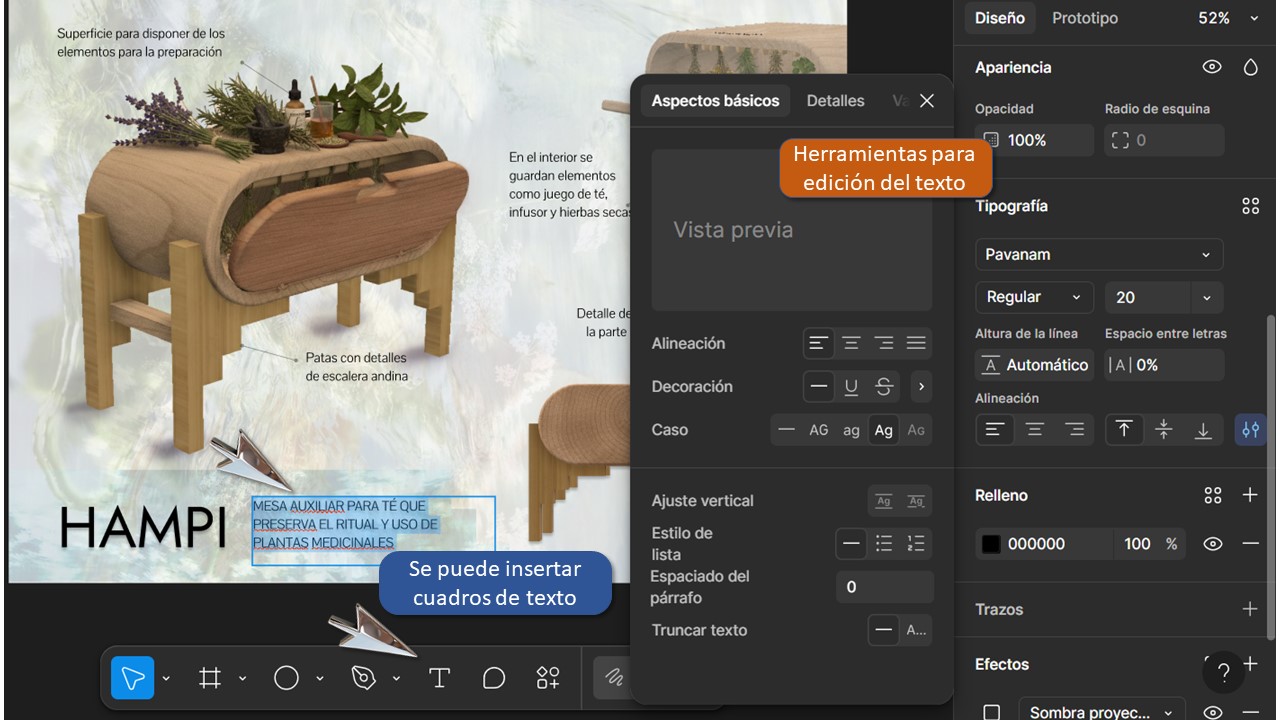 Superficie para disponer de los
elementos para la preparación
En el interior se
guardan elementos
como juego de té,
infusor y hierbas secas
Detalle de
la parte
Patas con detalles
de escalera andina
HAMPI
MESA AUXILIAR PARA TÉ QUE
PRESERVA EL RITUAL Y USO DE
PLANTAS MEDICINALES
Se puede insertar
cuadros de texto
T
Aspectos básicos
Detalles
Va
Herramientas para
edición del texto
Vista previa
Alineación
Decoración
U
S
Caso
AG
ag
Ag
AG
Ajuste vertical
Ag
Ag
Estilo de
lista
Espaciado del
párrafo
0
Truncar texto
A...
Diseño
Prototipo
52%
Apariencia
Opacidad
Radio de esquina
100%
0
Tipografía
Pavanam
Regular
20
Altura de la línea
Espacio entre letras
A
Automático
|A| 0%
Alineación
Relleno
000000
100 %
Trazos
Efectos
?
Sombra proyec...